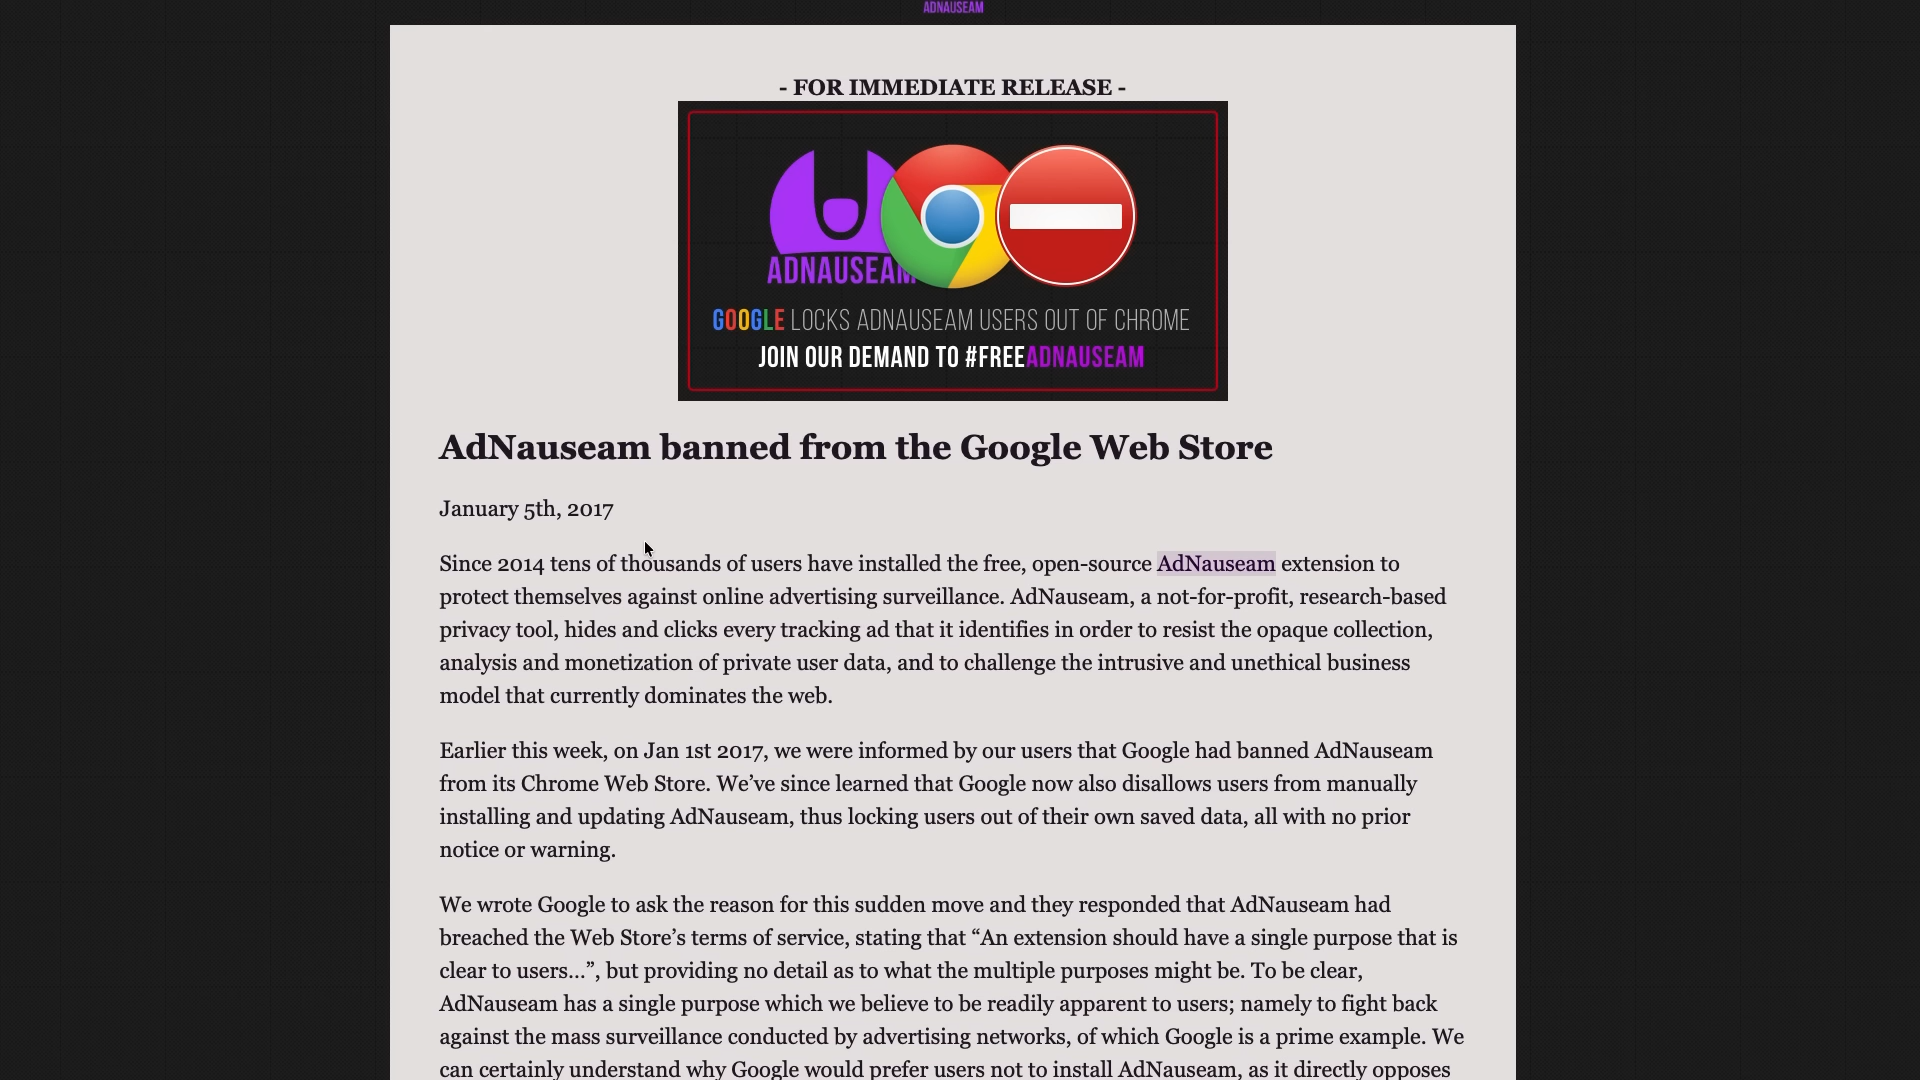 ADNAUSEAM
- FOR IMMEDIATE RELEASE -
ADNAUSEAM
GOOGLE LOCKS ADNAUSEAM USERS OUT OF CHROME
JOIN OUR DEMAND TO #FREEADNAUSEAM
AdNauseam banned from the Google Web Store
January 5th, 2017
Since 2014 tens of thousands of users have installed the free, open-source AdNauseam extension to
protect themselves against online advertising surveillance. AdNauseam, a not-for-profit, research-based
privacy tool, hides and clicks every tracking ad that it identifies in order to resist the opaque collection,
analysis and monetization of private user data, and to challenge the intrusive and unethical business
model that currently dominates the web.
Earlier this week, on Jan 1st 2017, we were informed by our users that Google had banned AdNauseam
from its Chrome Web Store. We’ve since learned that Google now also disallows users from manually
installing and updating AdNauseam, thus locking users out of their own saved data, all with no prior
notice or warning.
We wrote Google to ask the reason for this sudden move and they responded that AdNauseam had
breached the Web Store’s terms of service, stating that “An extension should have a single purpose that is
clear to users…”, but providing no detail as to what the multiple purposes might be. To be clear,
AdNauseam has a single purpose which we believe to be readily apparent to users; namely to fight back
against the mass surveillance conducted by advertising networks, of which Google is a prime example. We
can certainly understand why Google would prefer users not to install AdNauseam, as it directly opposes